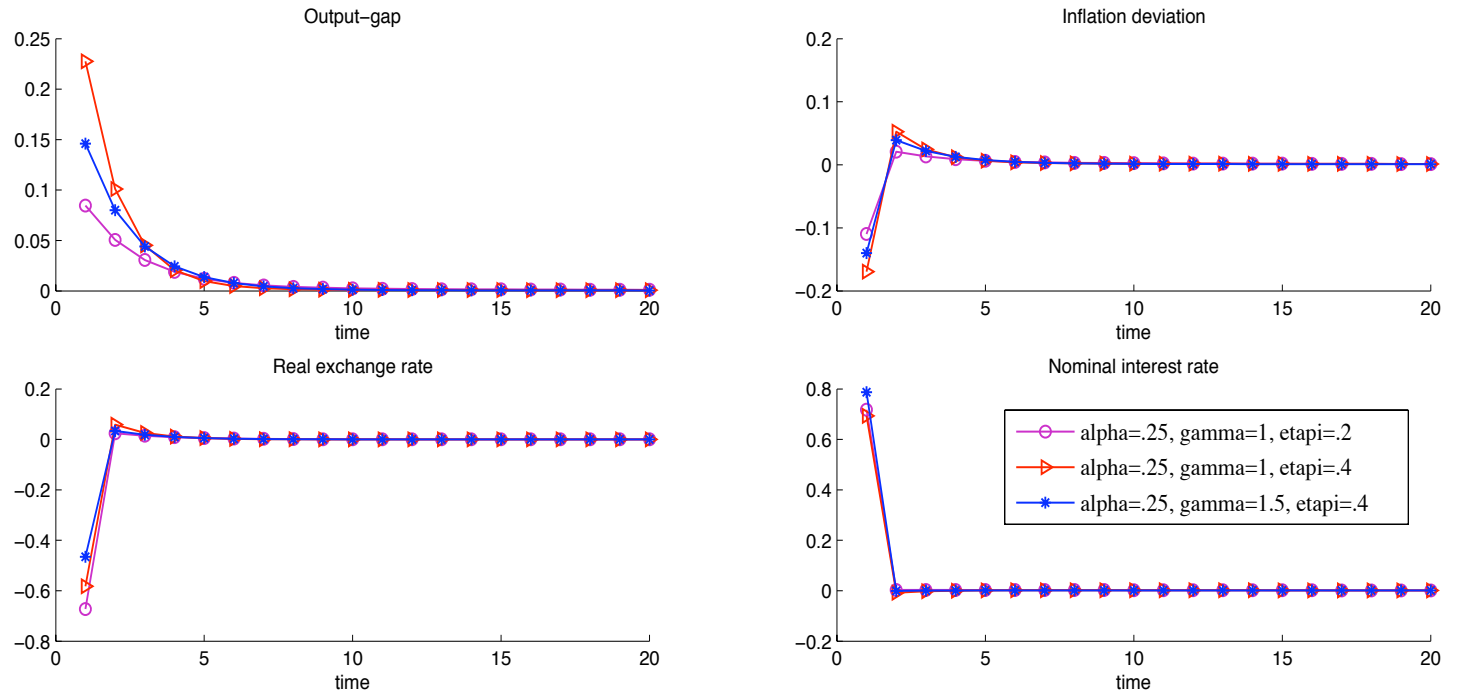 Output−gap
0.25
0.2
0.15
0.1
0.05
0
0 5 10 15 20
time
Inflation deviation
0.2
0.1
0
−0.1
−0.2
0 5 10 15 20
time
Real exchange rate
0.2
0
−0.2
−0.4
−0.6
−0.8
0 5 10 15 20
time
Nominal interest rate
0.8
0.6
0.4
0.2
0
−0.2
0 5 10 15 20
time
alpha=.25, gamma=1, etapi=.2
alpha=.25, gamma=1, etapi=.4
alpha=.25, gamma=1.5, etapi=.4